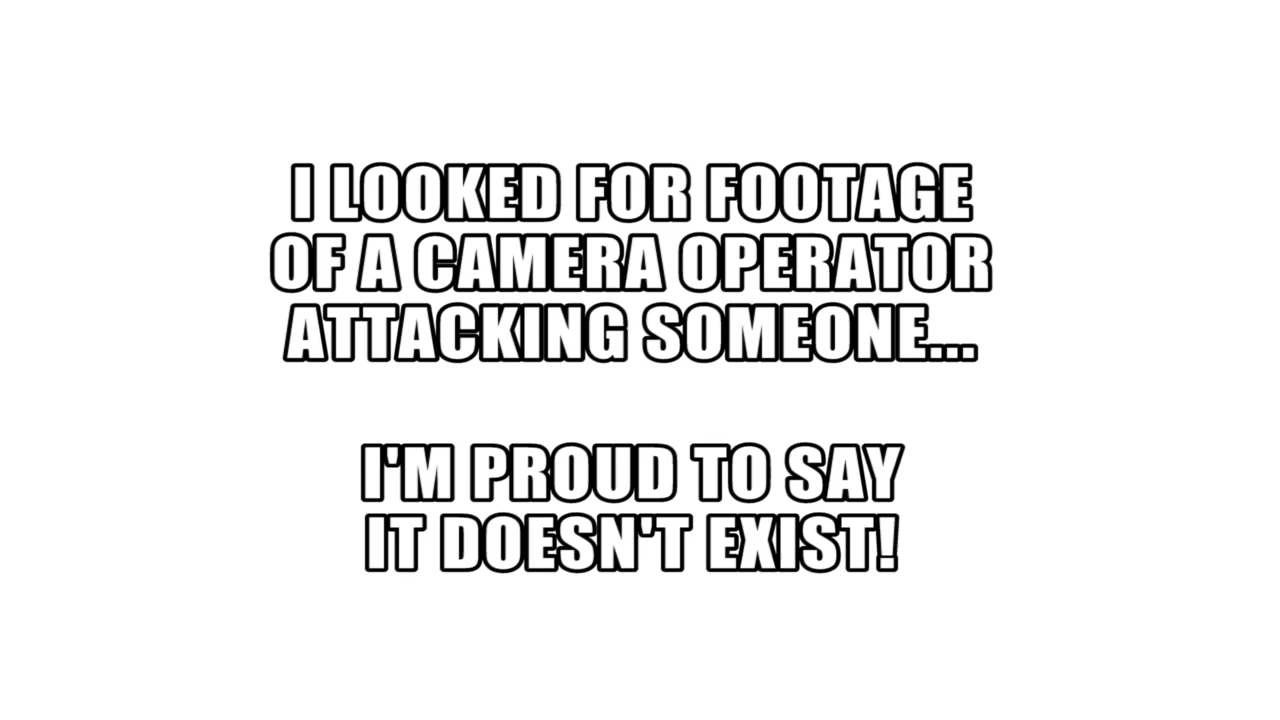 I LOOKED FOR FOOTAGE
OF A CAMERA OPERATOR
ATTACKING SOMEONE...
I'M PROUD TO SAY
IT DOESN'T EXIST!